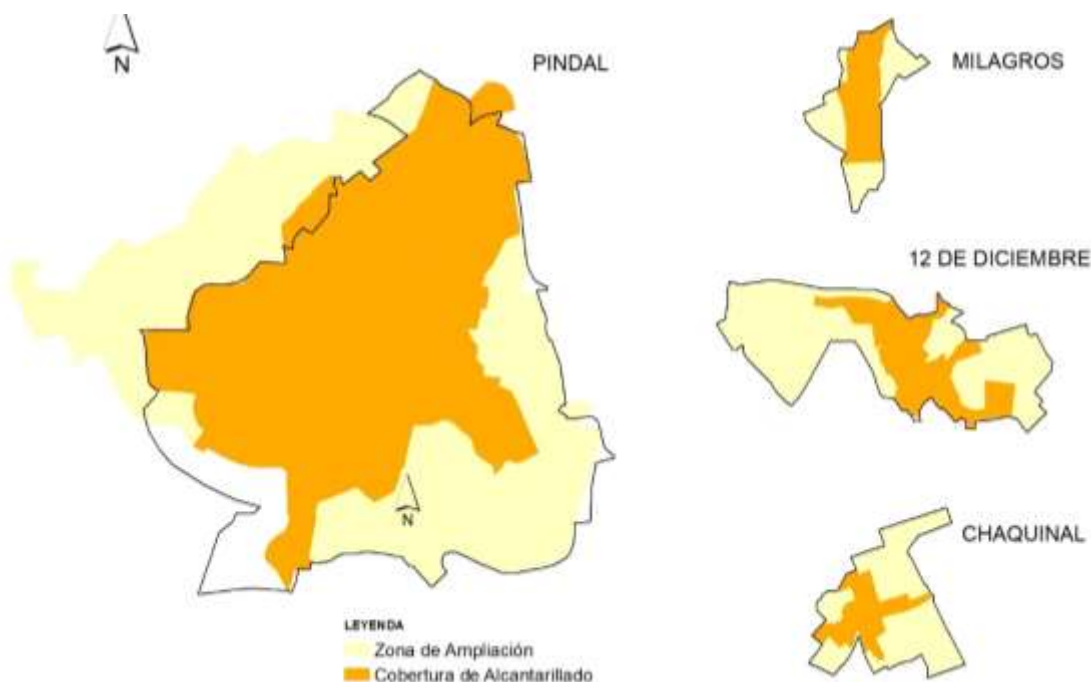 N
PINDAL
MILAGROS
12 DE DICIEMBRE
CHAQUINAL
N
LEYENDA
Zona de Ampliación
Cobertura de Alcantarillado